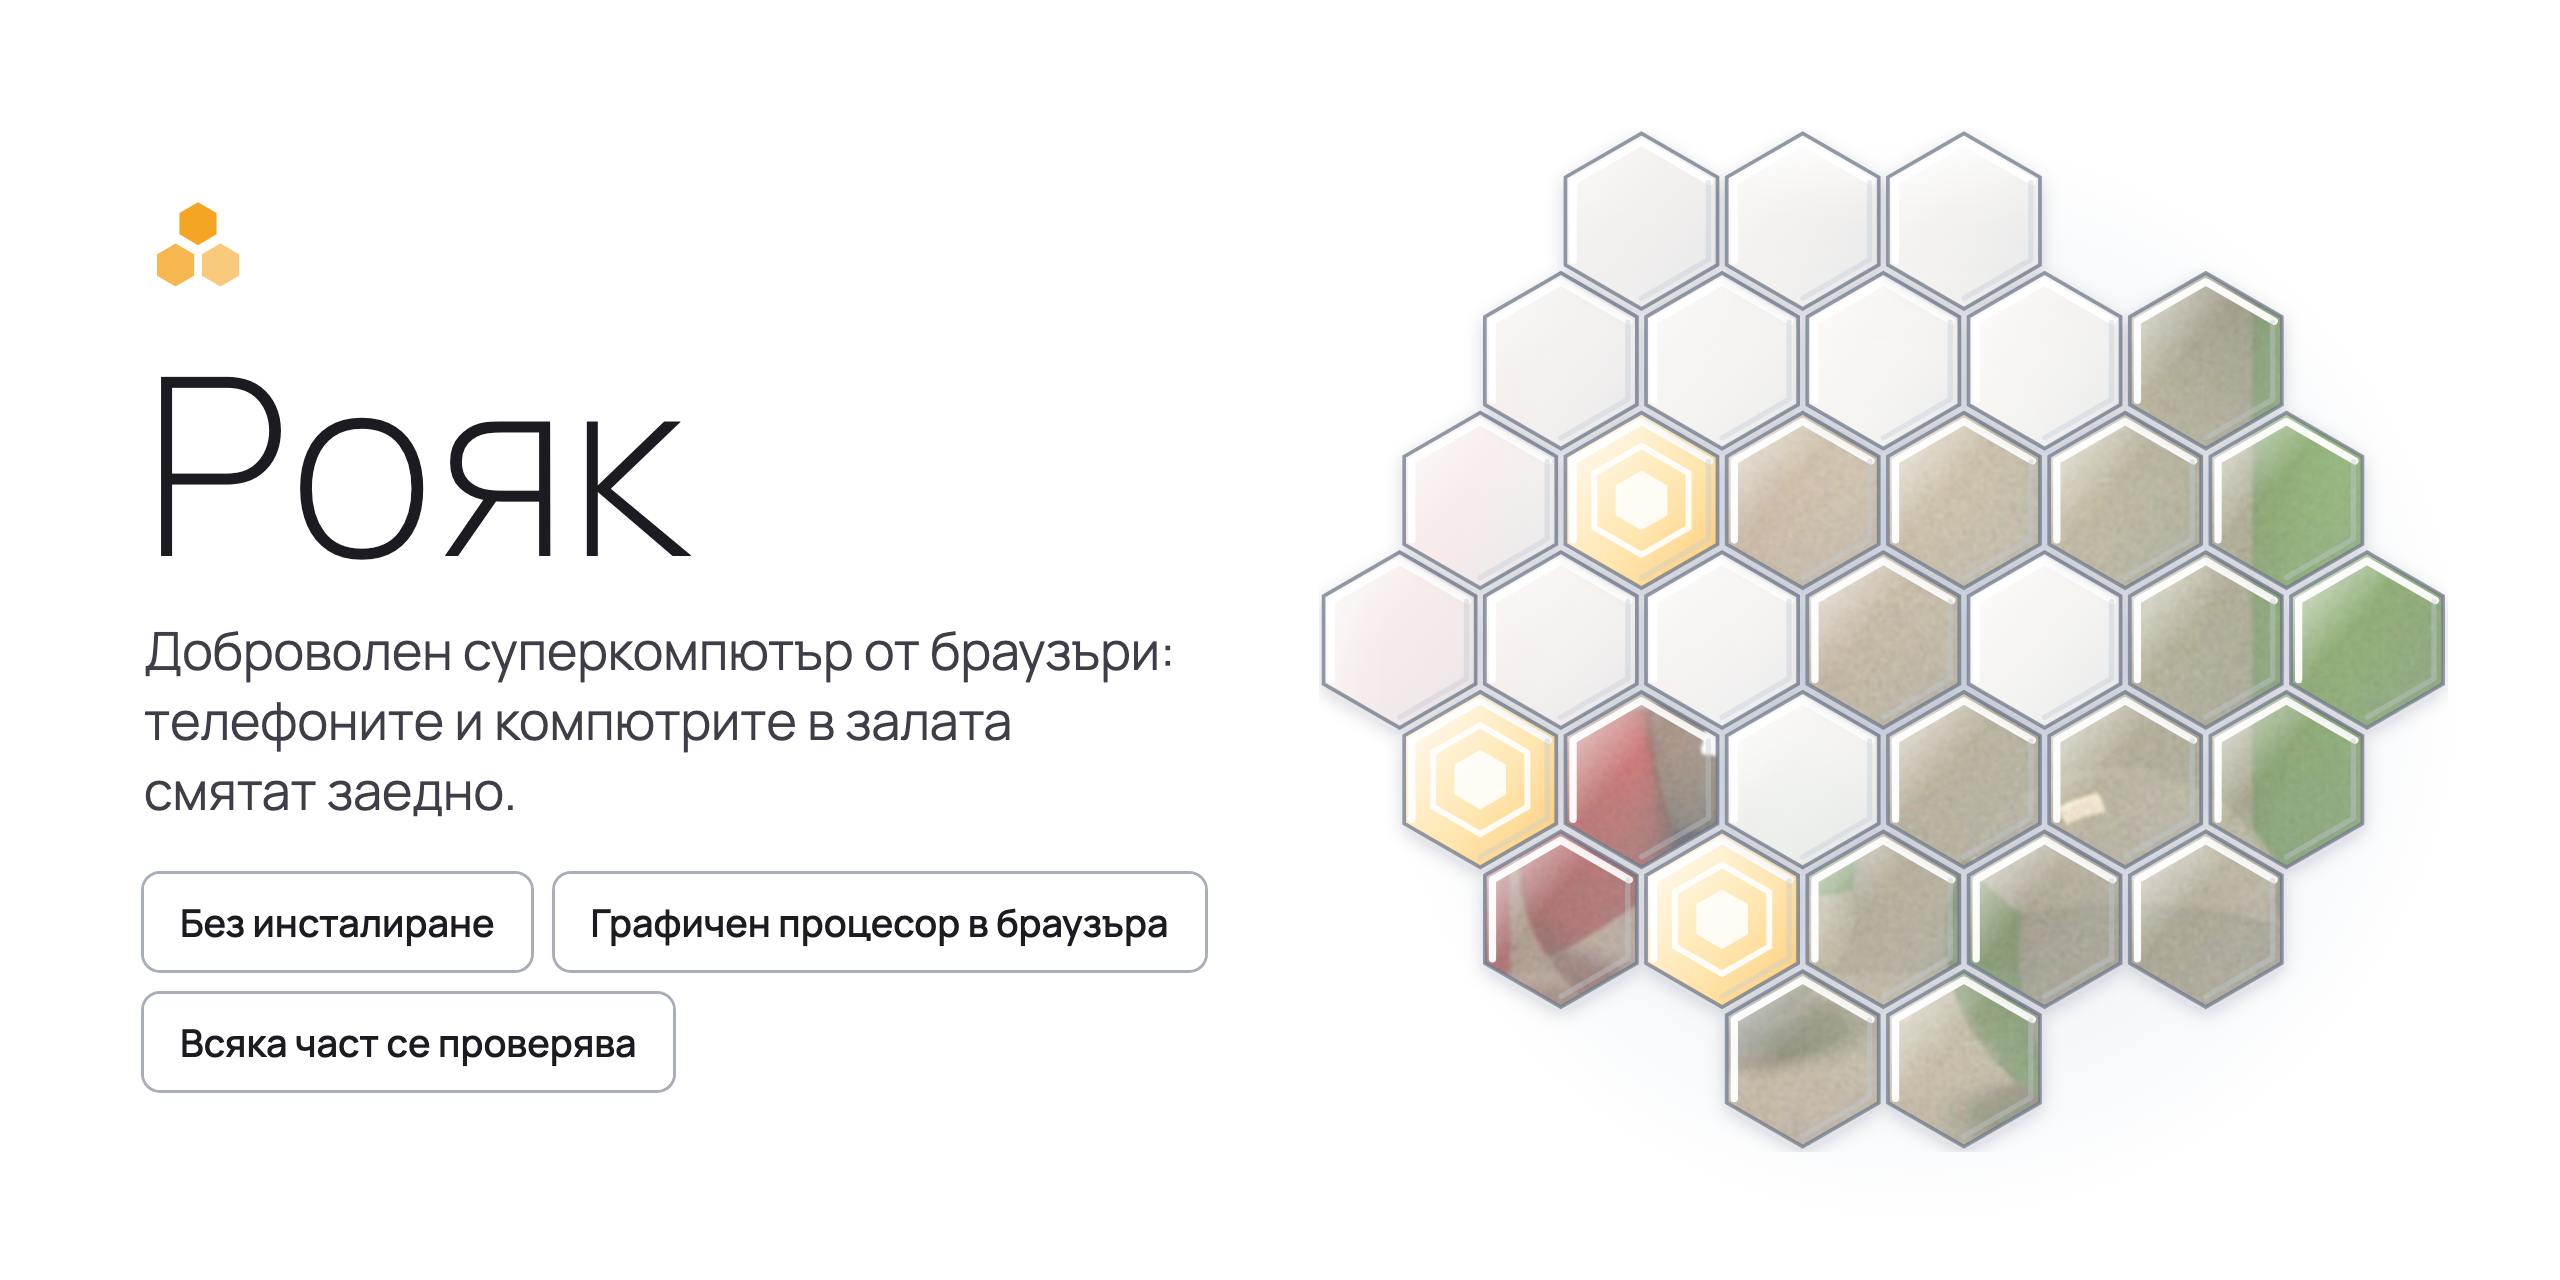 Рояк
Доброволен суперкомпютър от браузъри:
телефоните и компютрите в залата
смятат заедно.
Без инсталиране
Графичен процесор в браузъра
Всяка част се проверява